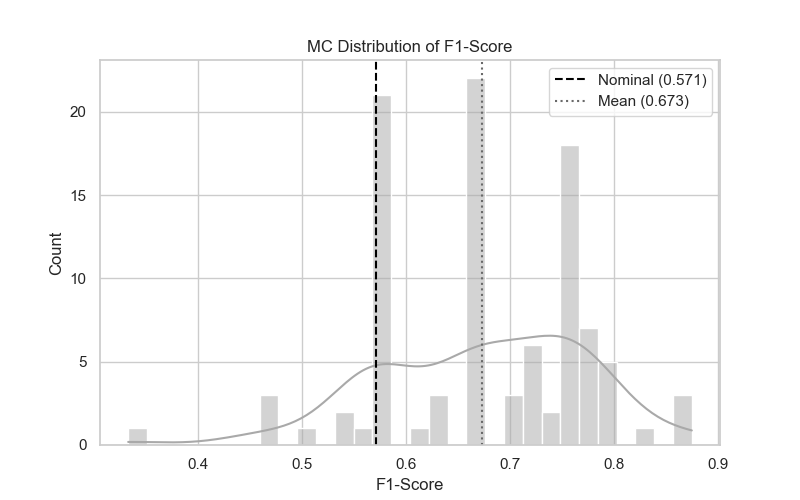 MC Distribution of F1-Score
Nominal (0.571)
Mean (0.673)
Count
20
15
10
5
0
0.4 0.5 0.6 0.7 0.8 0.9
F1-Score